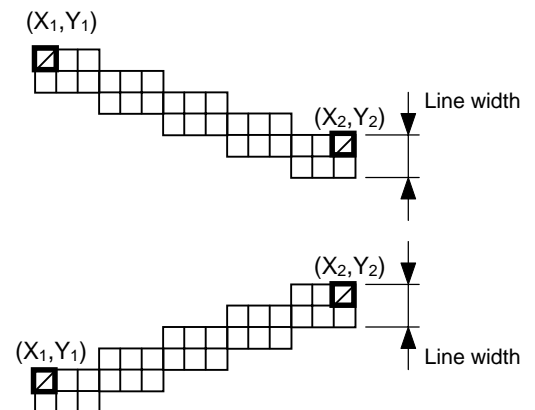 (X₁,Y₁)
Line width
(X₂,Y₂)
(X₂,Y₂)
(X₁,Y₁)
Line width